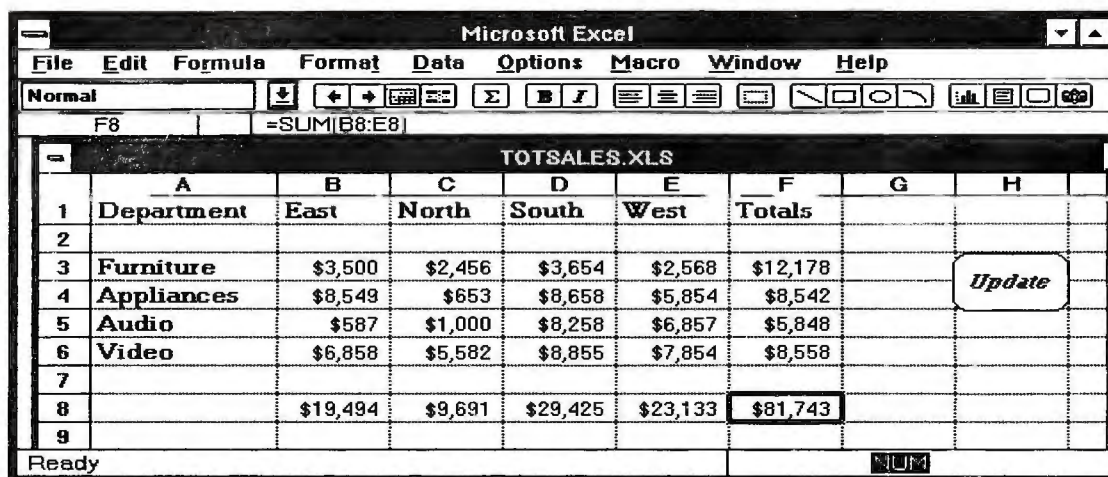 Microsoft Excel
File Edit Formula Format Data Options Macro Window Help
Normal Σ B I
F8 =SUM(B8:E8)
TOTSALES.XLS
A B C D E F G H
1 Department East North South West Totals
2
3 Furniture $3,500 $2,456 $3,654 $2,568 $12,178
Update
4 Appliances $8,549 $653 $8,658 $5,854 $8,542
5 Audio $587 $1,000 $8,258 $6,857 $5,848
6 Video $6,858 $5,582 $8,855 $7,854 $8,558
7
8 $19,494 $9,691 $29,425 $23,133 $81,743
9
Ready NUM